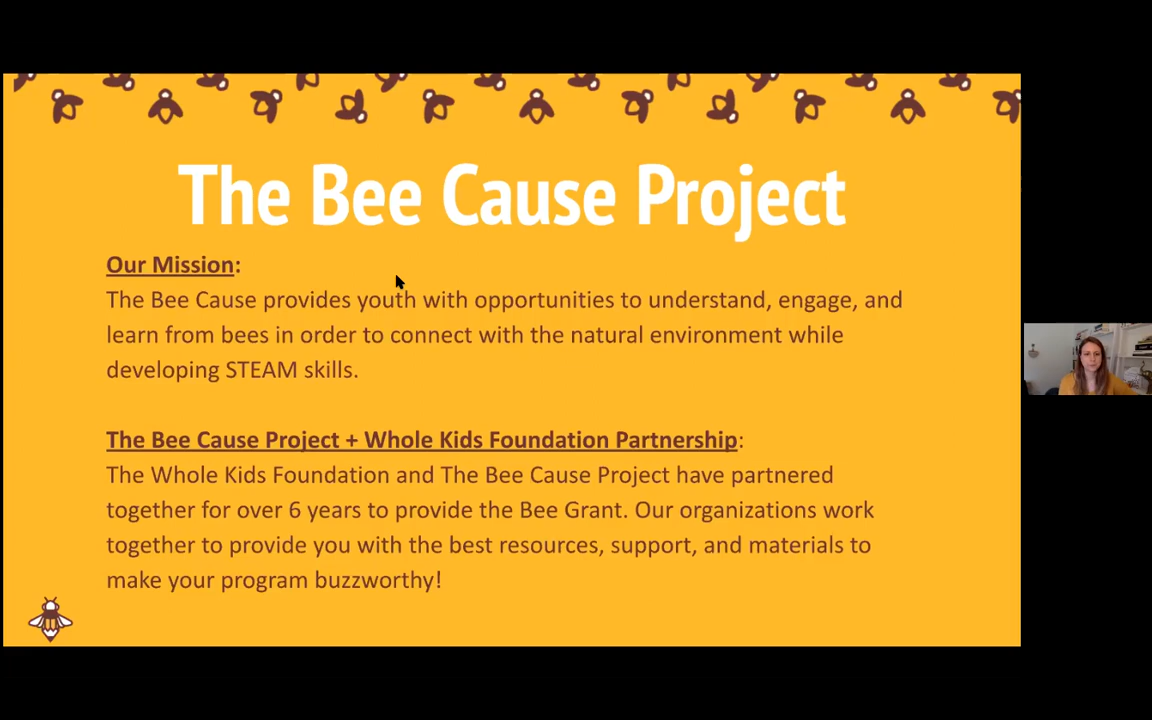 The Bee Cause Project
Our Mission:
The Bee Cause provides youth with opportunities to understand, engage, and
learn from bees in order to connect with the natural environment while
developing STEAM skills.
The Bee Cause Project + Whole Kids Foundation Partnership:
The Whole Kids Foundation and The Bee Cause Project have partnered
together for over 6 years to provide the Bee Grant. Our organizations work
together to provide you with the best resources, support, and materials to
make your program buzzworthy!